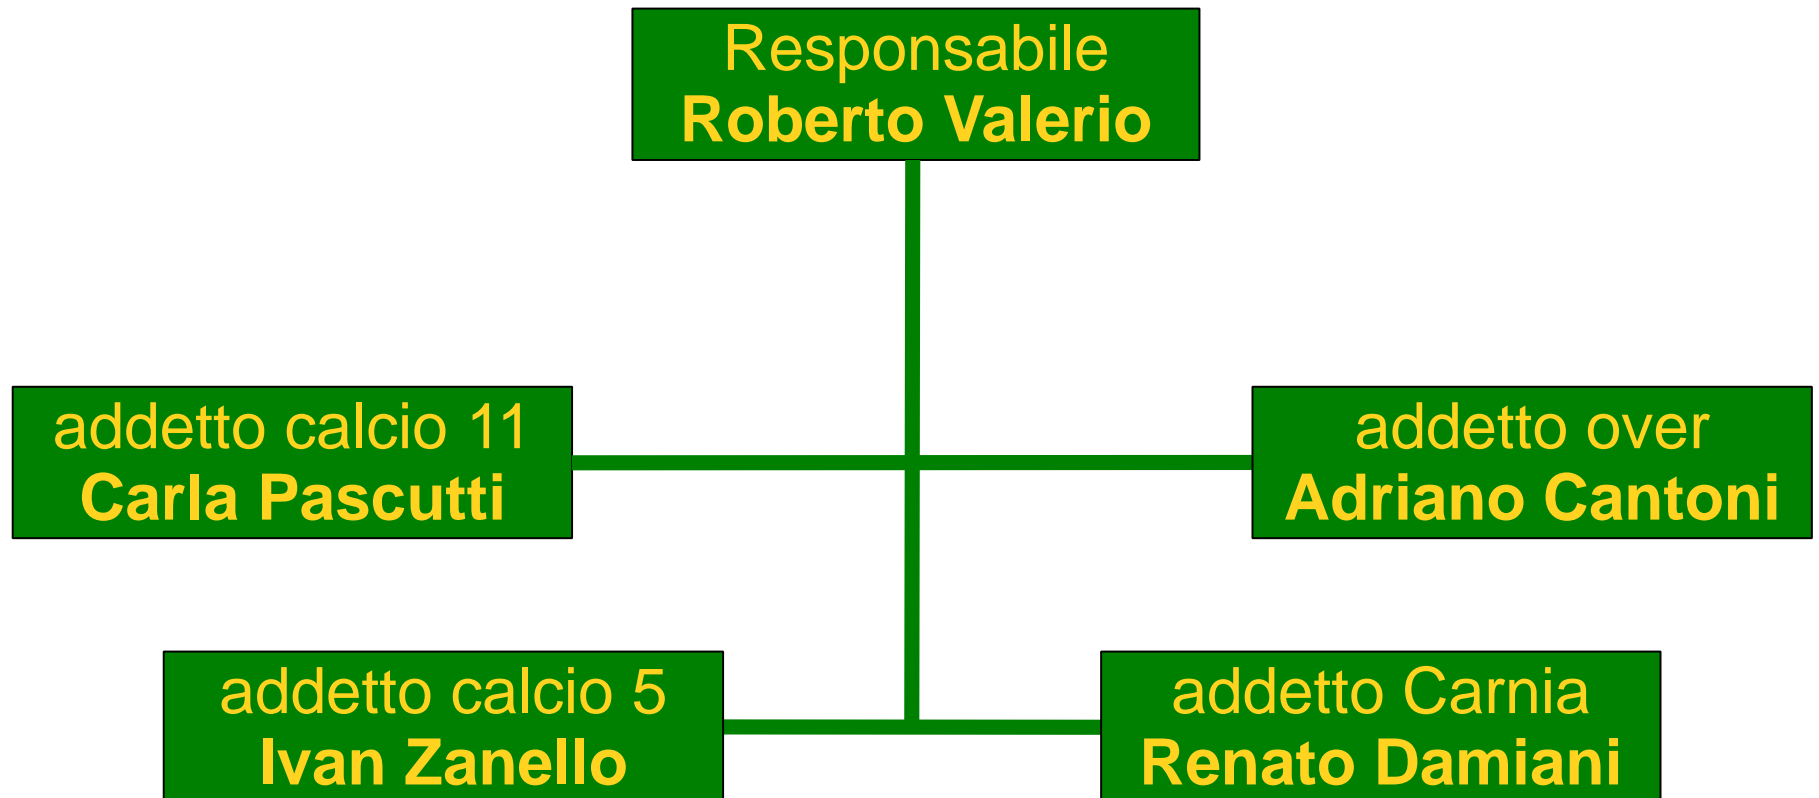 Responsabile
Roberto Valerio
addetto calcio 11
Carla Pascutti
addetto over
Adriano Cantoni
addetto calcio 5
Ivan Zanello
addetto Carnia
Renato Damiani